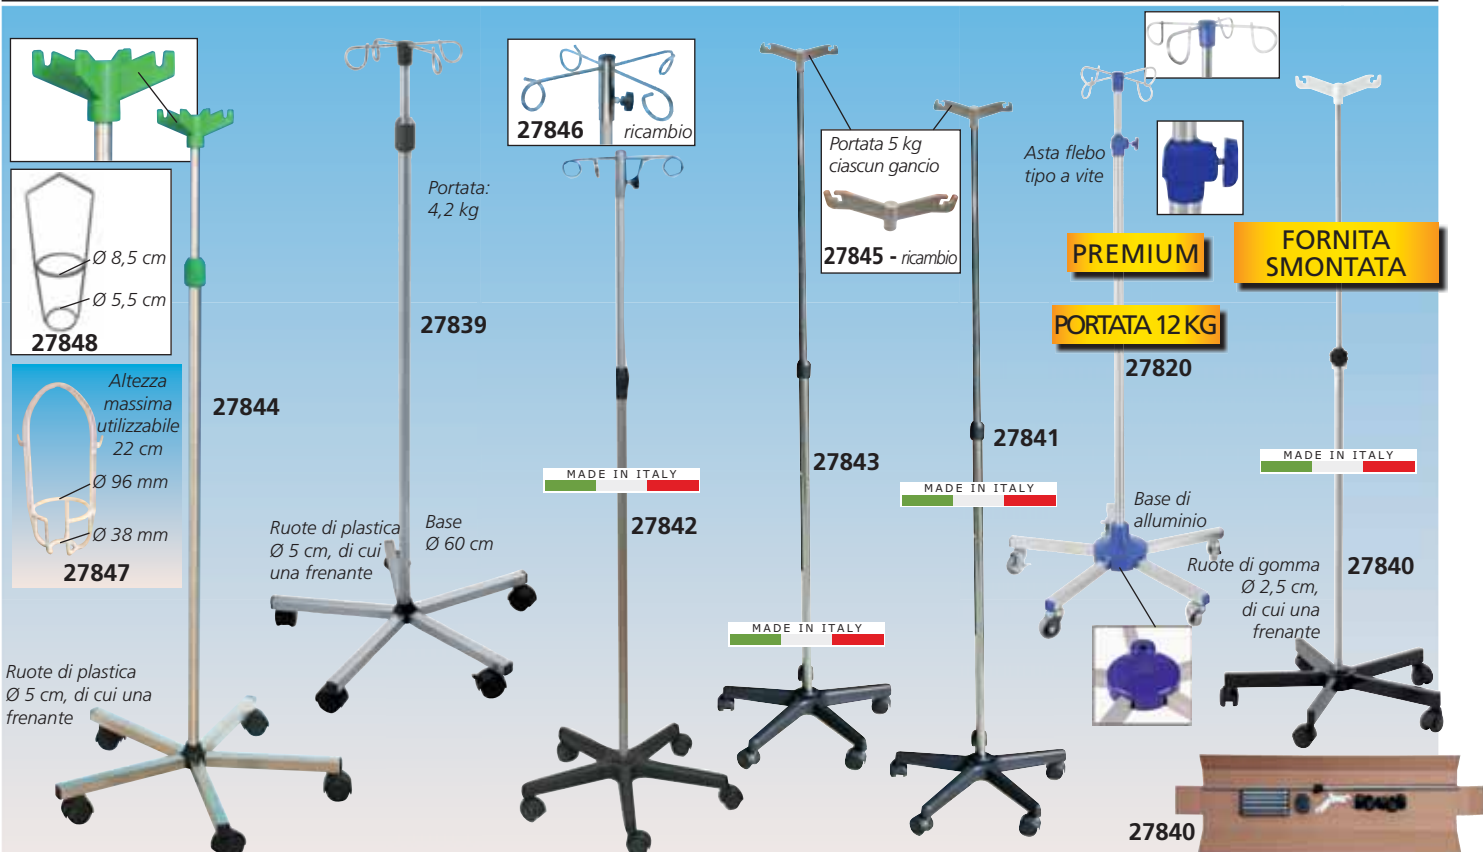 Ø 8,5 cm
Ø 5,5 cm
27848
Altezza
massima
utilizzabile
22 cm
Ø 96 mm
Ø 38 mm
27847
27844
Ruote di plastica
Ø 5 cm, di cui una
frenante
Portata:
4,2 kg
27839
Ruote di plastica
Ø 5 cm, di cui
una frenante
Base
Ø 60 cm
27846 ricambio
MADE IN ITALY
27842
Portata 5 kg
ciascun gancio
27845 - ricambio
27843
MADE IN ITALY
27841
MADE IN ITALY
Asta flebo
tipo a vite
PREMIUM
PORTATA 12 KG
27820
Base di
alluminio
FORNITA
SMONTATA
MADE IN ITALY
Ruote di gomma
Ø 2,5 cm,
di cui una
frenante
27840
27840